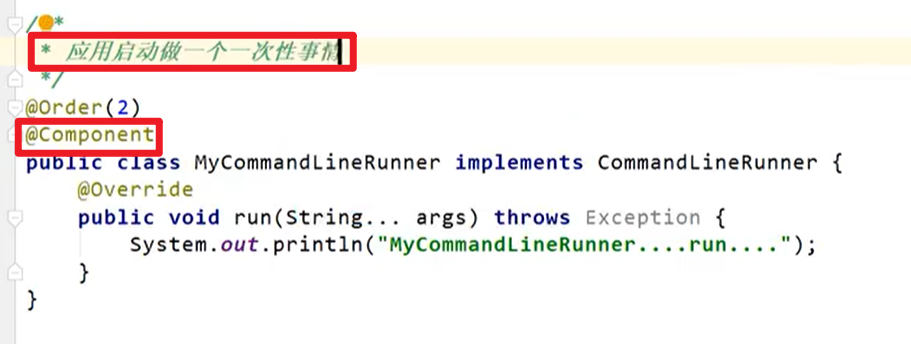 /**
* 应用启动做一个一次性事情
*/
@Order(2)
@Component
public class MyCommandLineRunner implements CommandLineRunner {
@Override
public void run(String... args) throws Exception {
System.out.println("MyCommandLineRunner....run....");
}
}